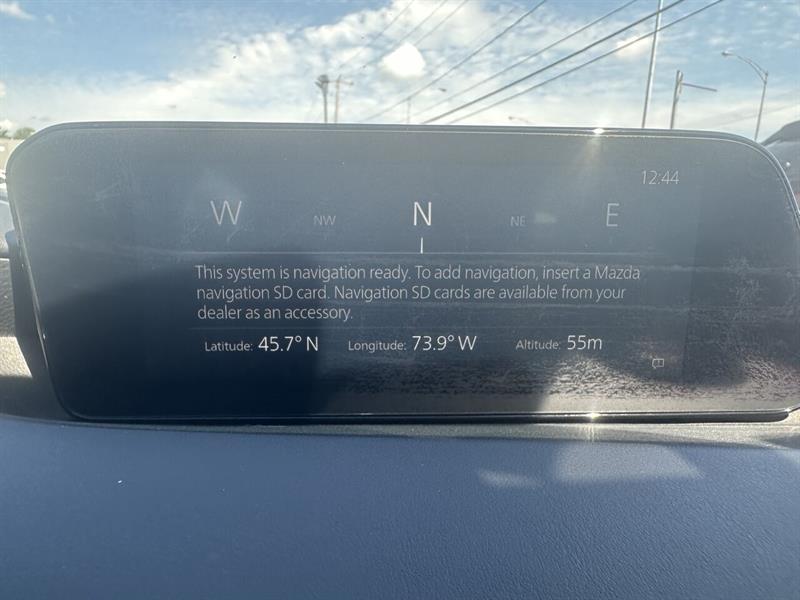 12:44
W NW N NE E
This system is navigation ready. To add navigation, insert a Mazda
navigation SD card. Navigation SD cards are available from your
dealer as an accessory.
Latitude: 45.7° N Longitude: 73.9° W Altitude: 55m